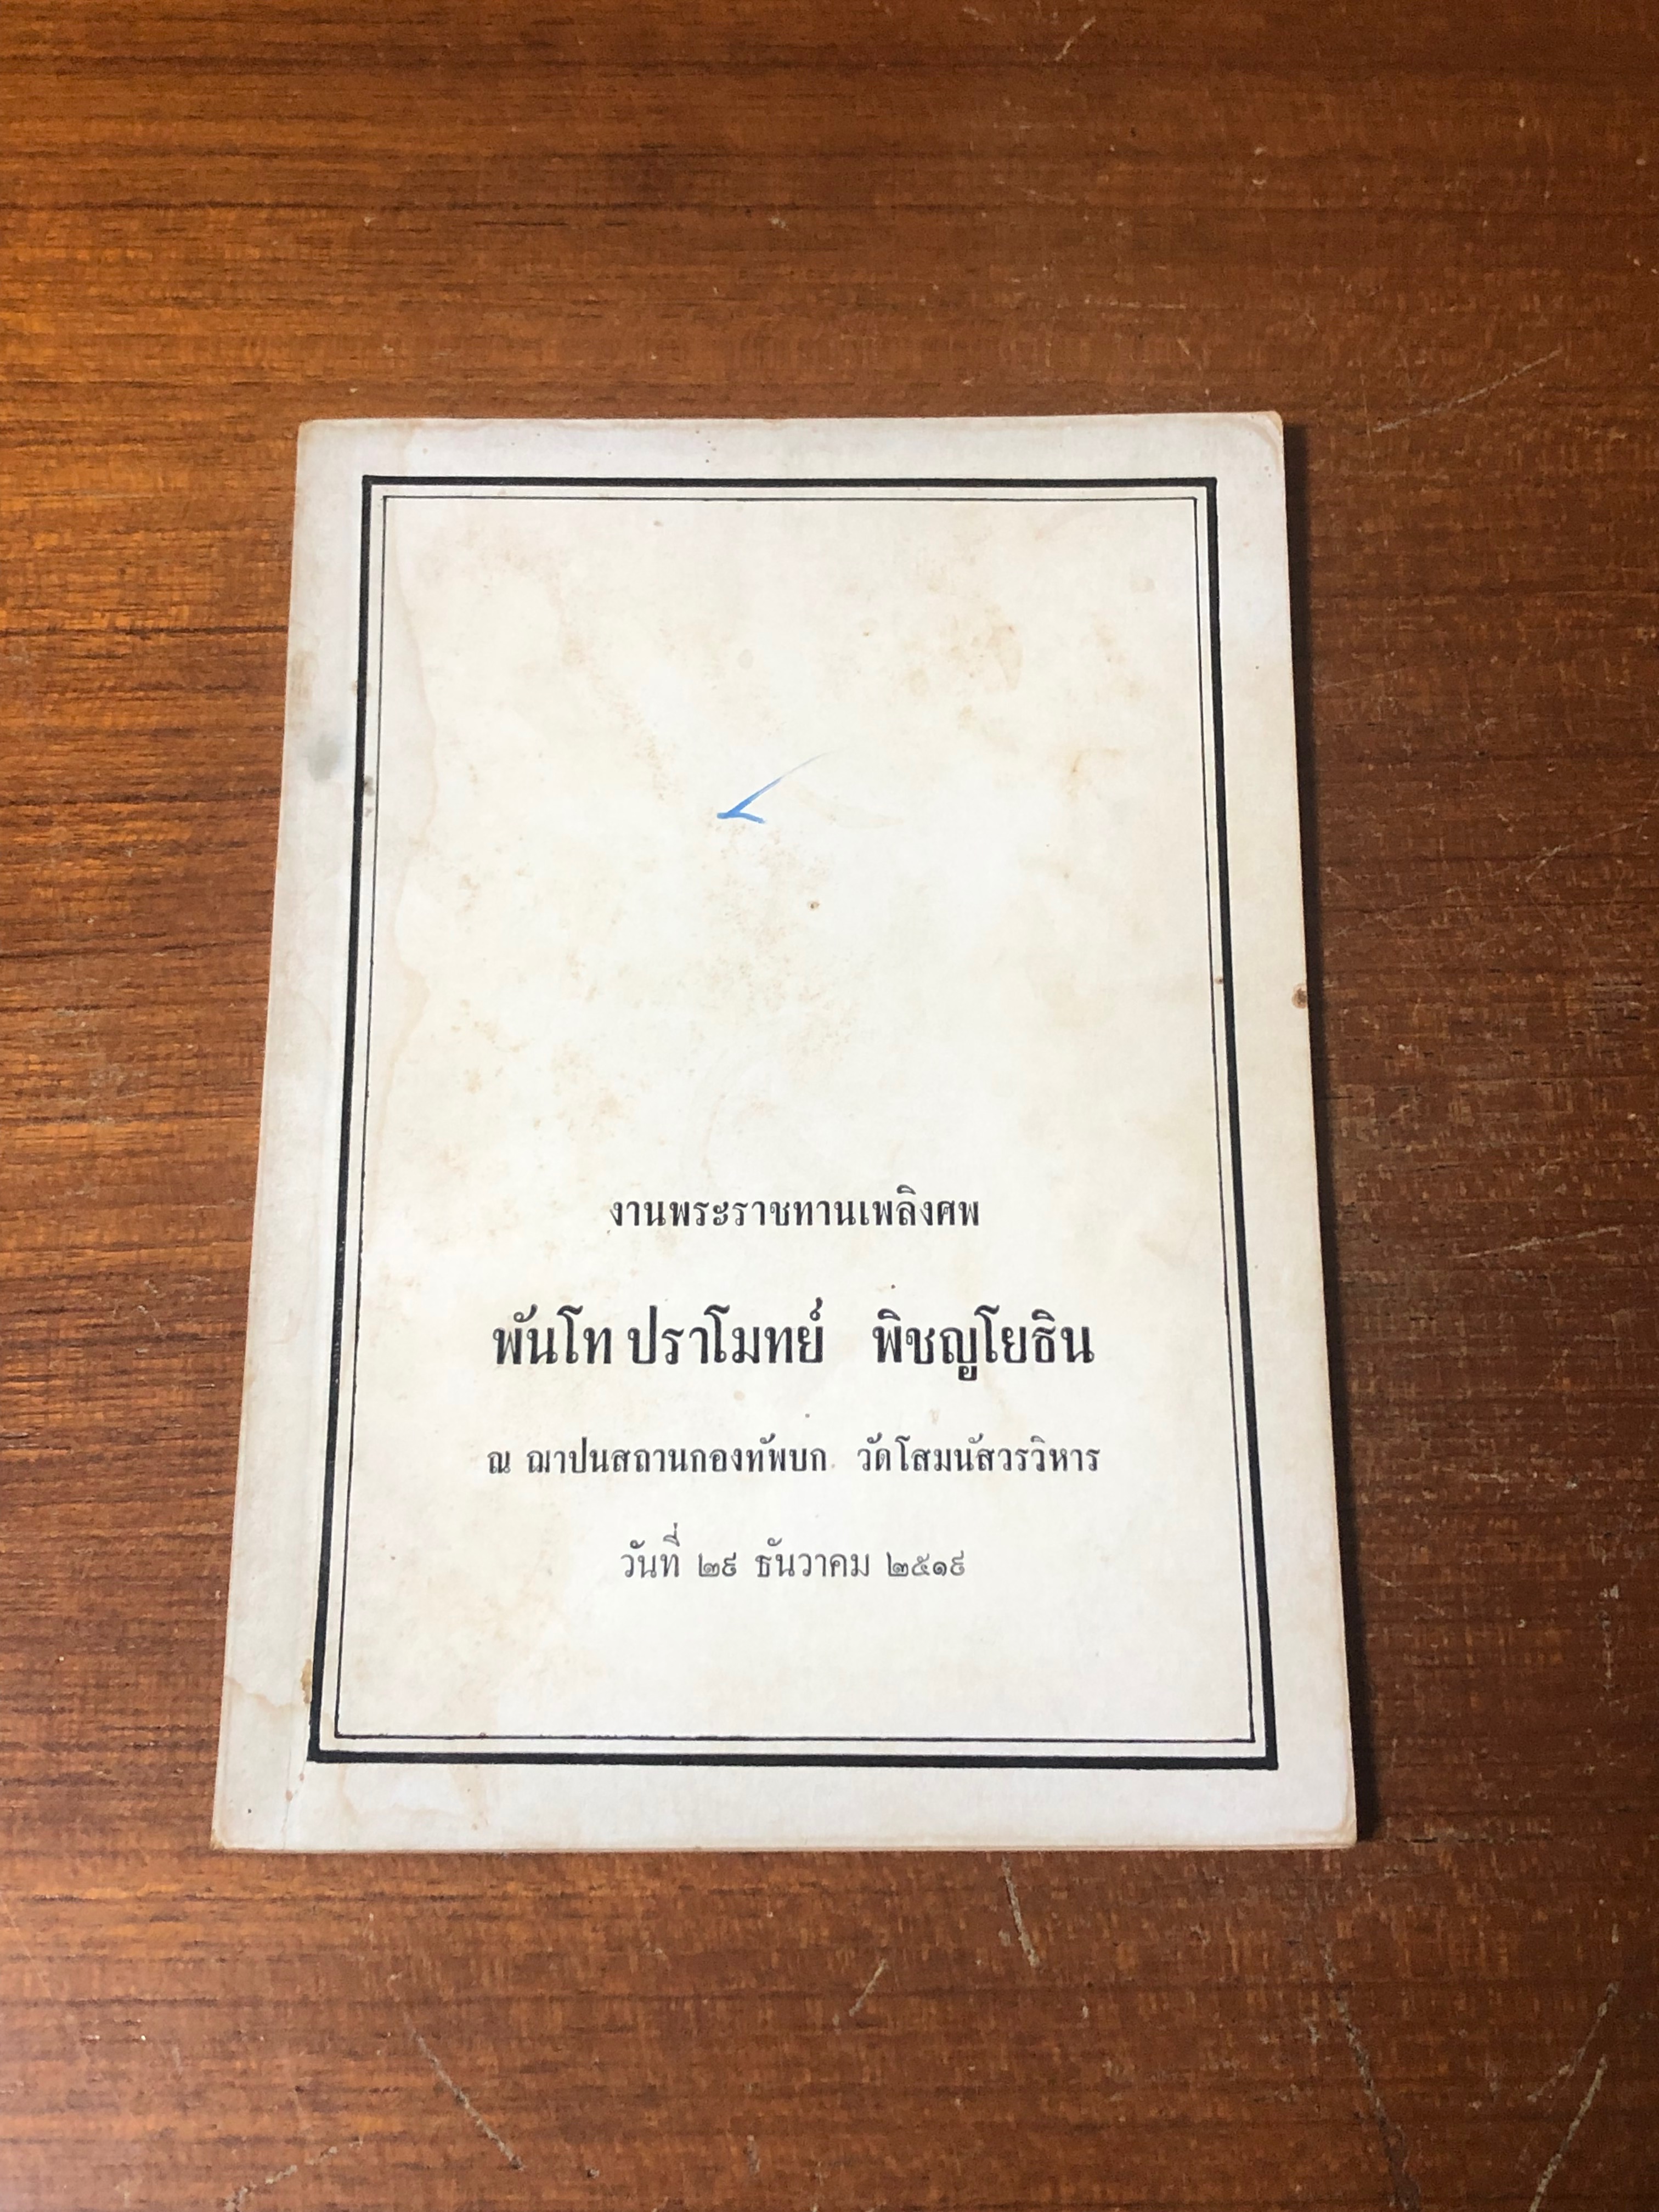 งานพระราชทานเพลิงศพ
พันโท ปราโมทย์ พิชญโยธิน
ณ ฌาปนสถานกองทัพบก วัดโสมนัสวรวิหาร
วันที่ ๒๙ ธันวาคม ๒๕๑๙